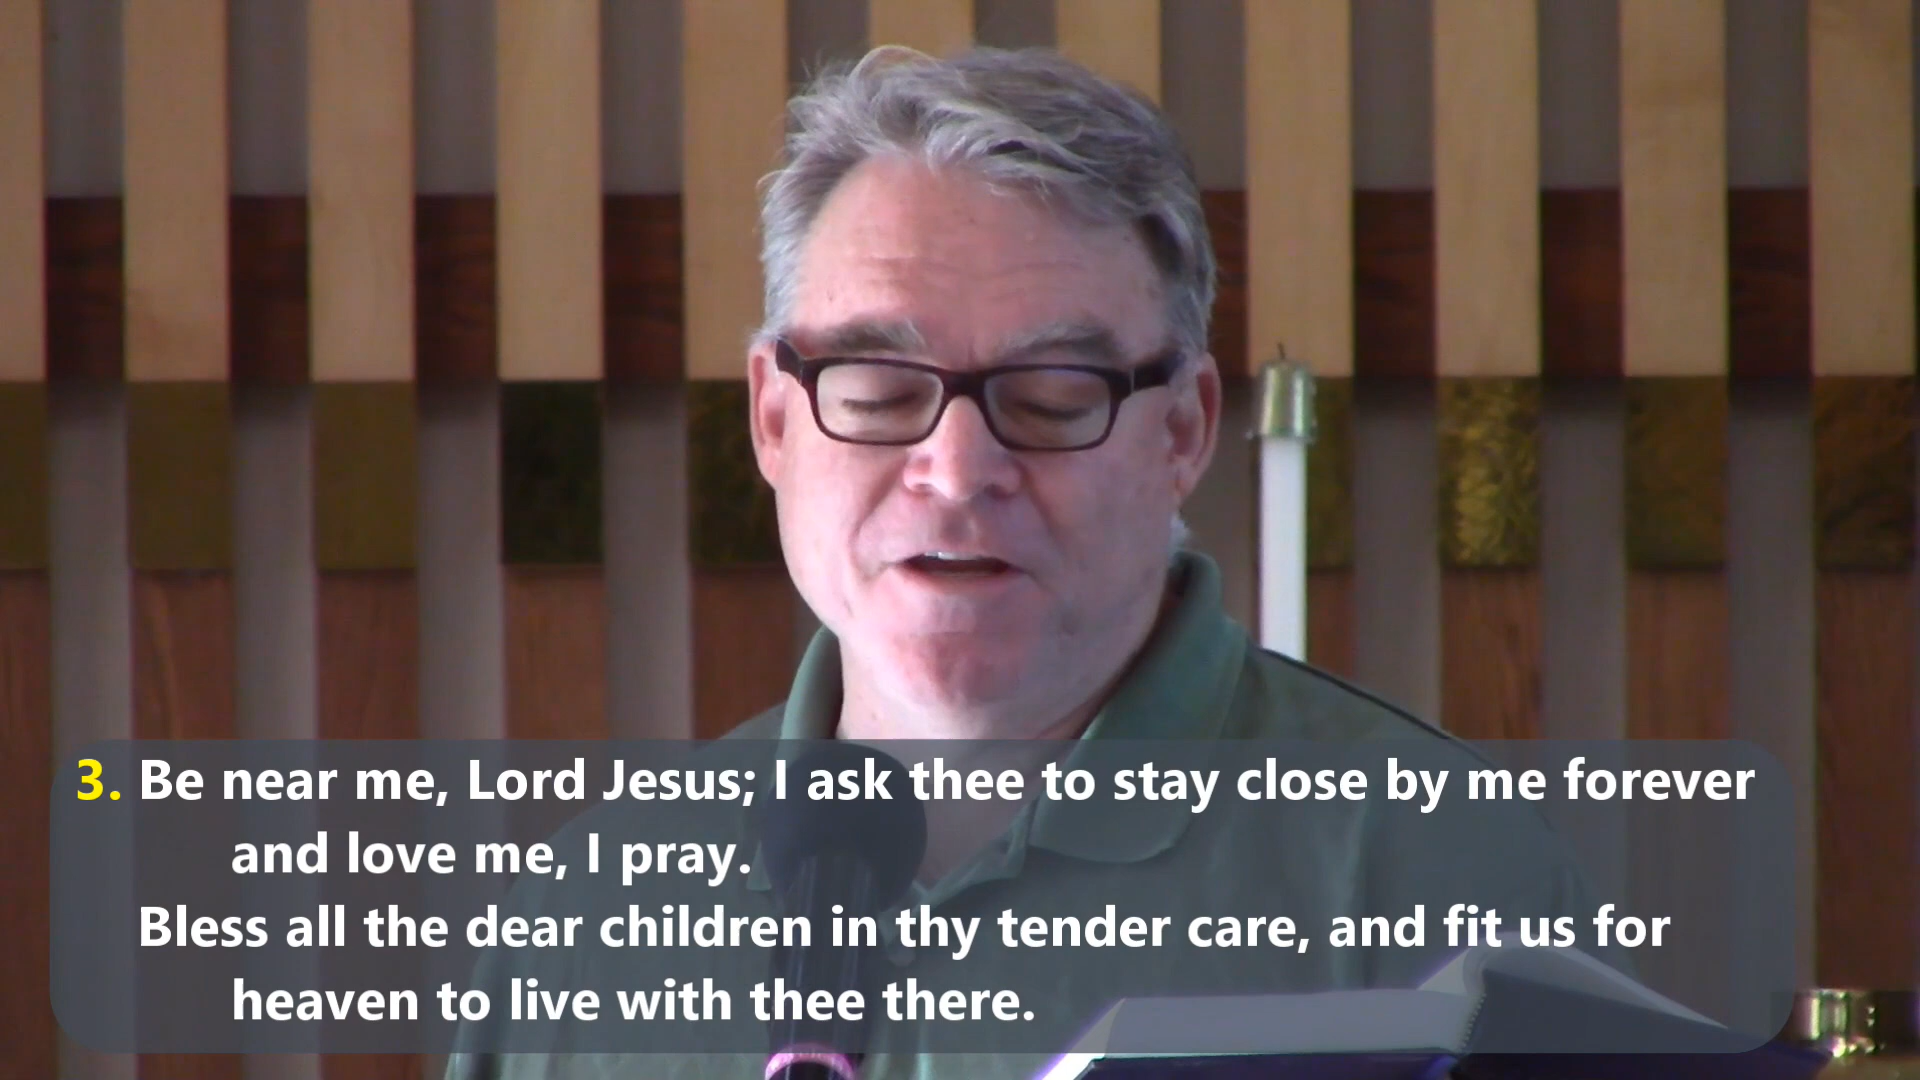 3. Be near me, Lord Jesus; I ask thee to stay close by me forever
and love me, I pray.
Bless all the dear children in thy tender care, and fit us for
heaven to live with thee there.